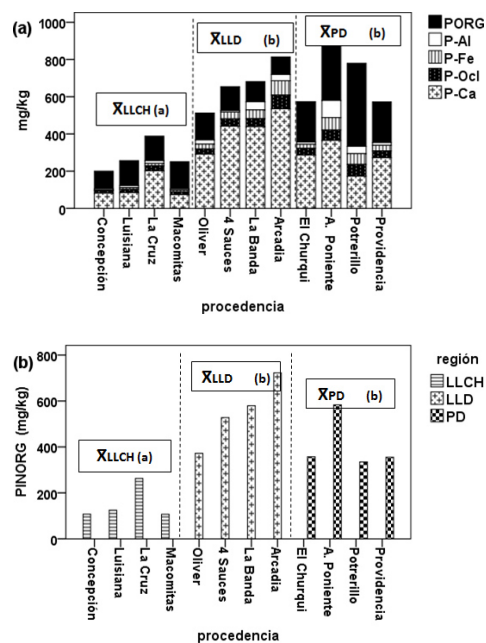 (a)
1000
800
600
400
200
0
mg/kg
X̅LLCH (a)
X̅LLD (b)
X̅PD (b)
PORG
P-Al
P-Fe
P-Ocl
P-Ca
Concepción
Luisiana
La Cruz
Macomitas
Oliver
4 Sauces
La Banda
Arcadia
El Churqui
A. Poniente
Potrerillo
Providencia
procedencia
(b)
800
600
400
200
0
PINORG (mg/kg)
X̅LLCH (a)
X̅LLD (b)
X̅PD (b)
región
LLCH
LLD
PD
Concepción
Luisiana
La Cruz
Macomitas
Oliver
4 Sauces
La Banda
Arcadia
El Churqui
A. Poniente
Potrerillo
Providencia
procedencia